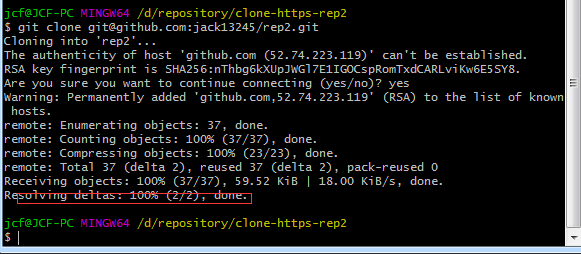 jcf@JCF-PC MINGW64 /d/repository/clone-https-rep2
$ git clone git@github.com:jack13245/rep2.git
Cloning into 'rep2'...
The authenticity of host 'github.com (52.74.223.119)' can't be established.
RSA key fingerprint is SHA256:nThbg6kXUpJWGl7E1IGOCspRomTxdCARLviKw6E5SY8.
Are you sure you want to continue connecting (yes/no)? yes
Warning: Permanently added 'github.com,52.74.223.119' (RSA) to the list of known
 hosts.
remote: Enumerating objects: 37, done.
remote: Counting objects: 100% (37/37), done.
remote: Compressing objects: 100% (23/23), done.
remote: Total 37 (delta 2), reused 37 (delta 2), pack-reused 0
Receiving objects: 100% (37/37), 59.52 KiB | 18.00 KiB/s, done.
Resolving deltas: 100% (2/2), done.
jcf@JCF-PC MINGW64 /d/repository/clone-https-rep2
$